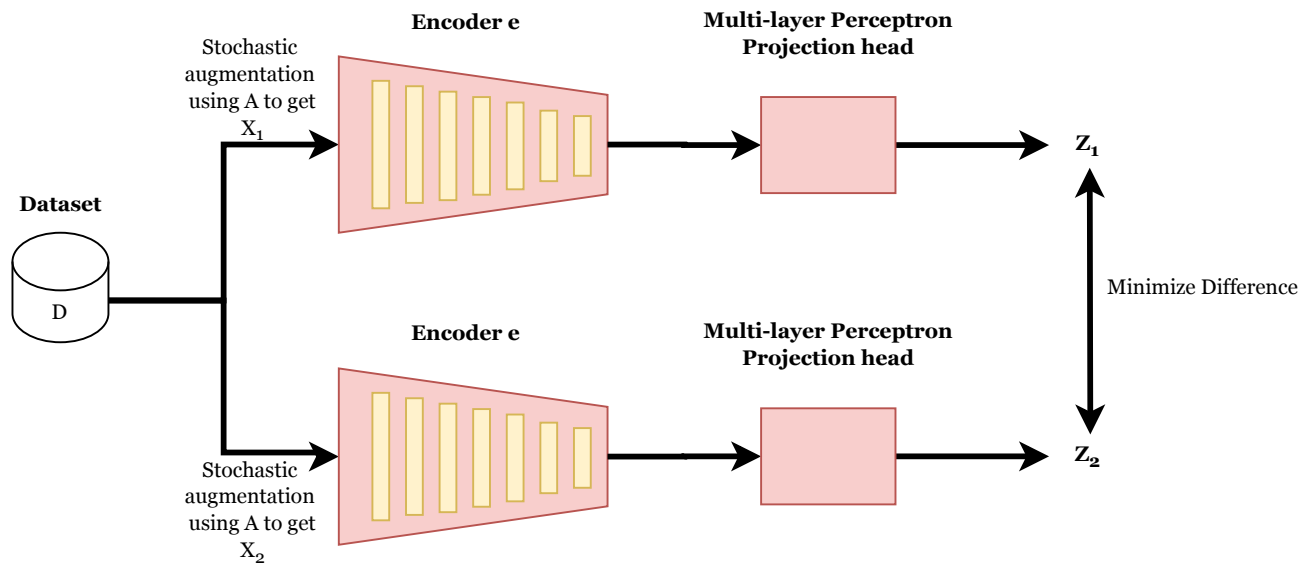 Encoder e
Multi-layer Perceptron
Projection head
Stochastic
augmentation
using A to get
X₁
Z₁
Dataset
D
Minimize Difference
Encoder e
Multi-layer Perceptron
Projection head
Stochastic
augmentation
using A to get
X₂
Z₂